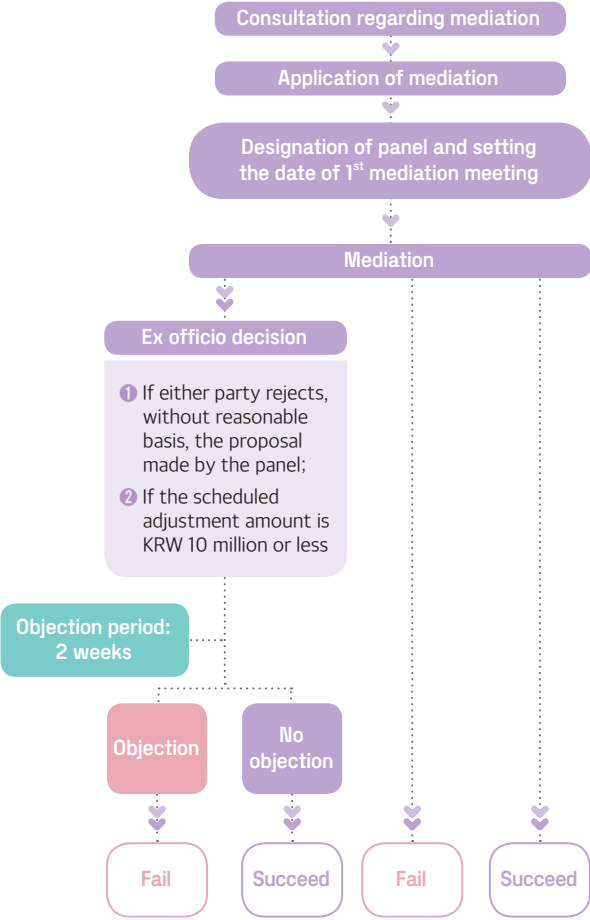 Consultation regarding mediation
Application of mediation
Designation of panel and setting
the date of 1st mediation meeting
Mediation
Ex officio decision
1 If either party rejects,
without reasonable
basis, the proposal
made by the panel;
2 If the scheduled
adjustment amount is
KRW 10 million or less
Objection period:
2 weeks
Objection
No
objection
Fail
Succeed
Fail
Succeed